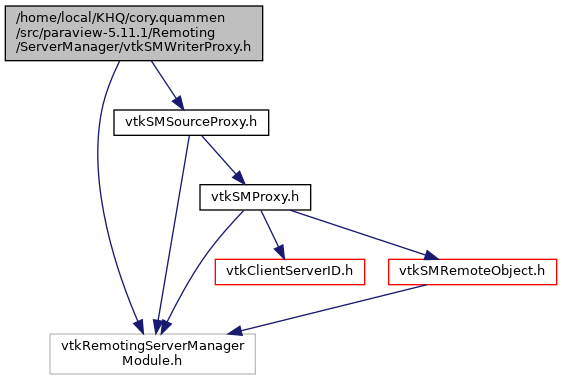 /home/local/KHQ/cory.quammen
/src/paraview-5.11.1/Remoting
/ServerManager/vtkSMWriterProxy.h
vtkSMSourceProxy.h
vtkSMProxy.h
vtkClientServerID.h
vtkSMRemoteObject.h
vtkRemotingServerManager
Module.h